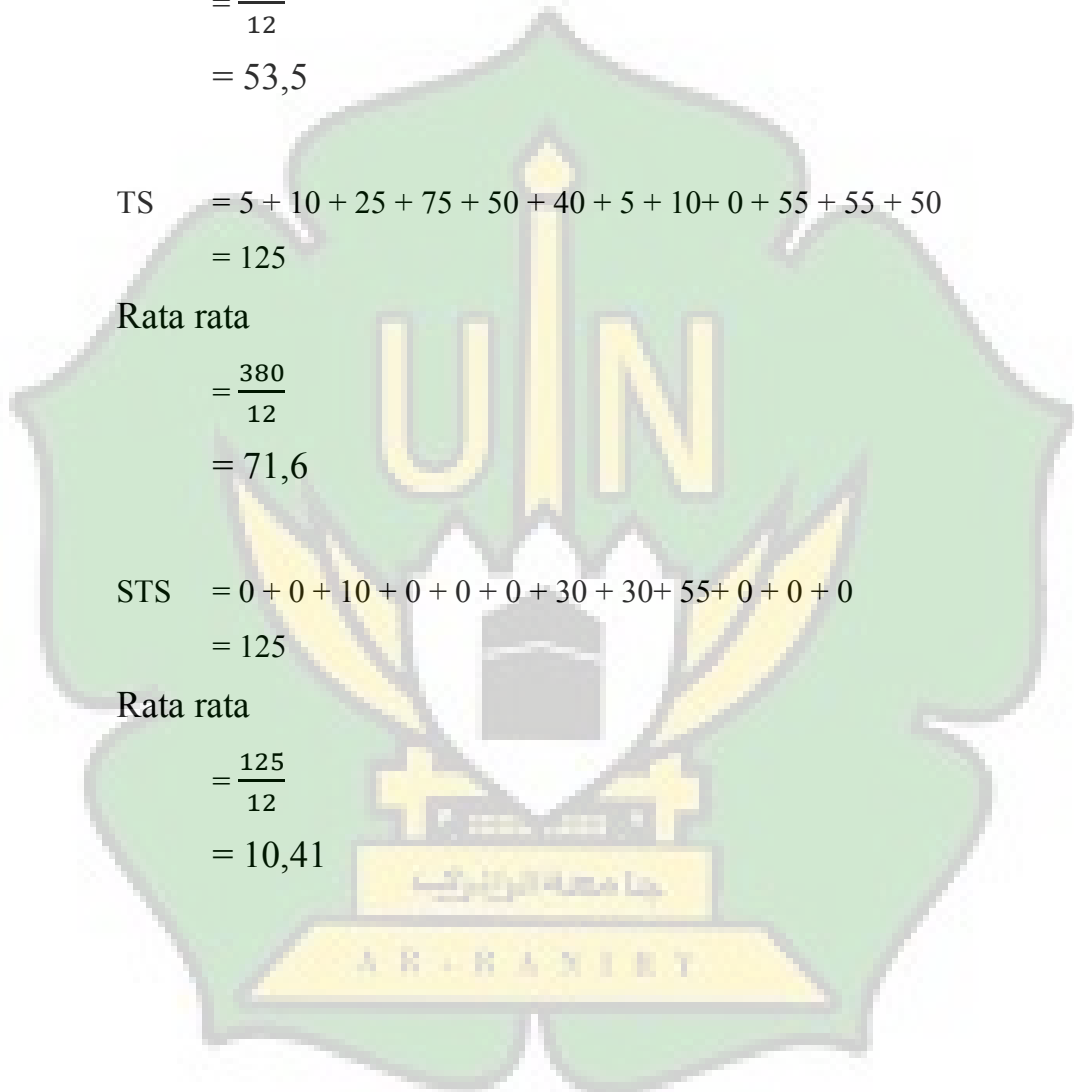 12
= 53,5
TS = 5 + 10 + 25 + 75 + 50 + 40 + 5 + 10+ 0 + 55 + 55 + 50
= 125
Rata rata
= 380
12
= 71,6
STS = 0 + 0 + 10 + 0 + 0 + 0 + 30 + 30+ 55+ 0 + 0 + 0
= 125
Rata rata
= 125
12
= 10,41
UIN
AR-RANIRY